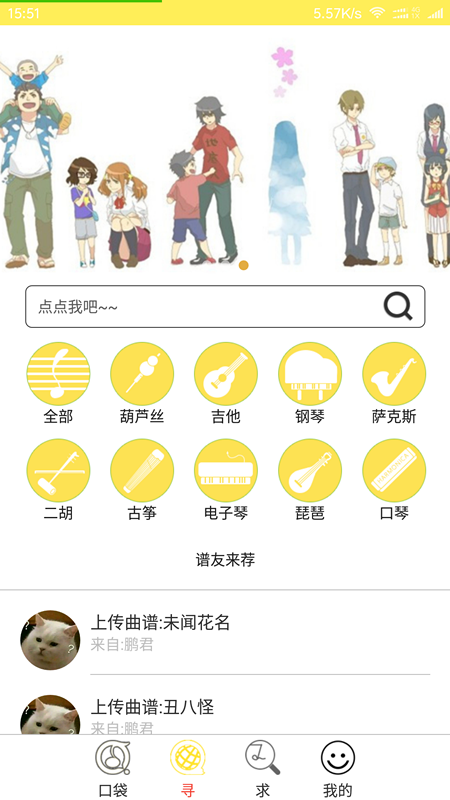 15:51 5.57K/s 4G
点点我吧~~
全部 葫芦丝 吉他 钢琴 萨克斯
二胡 古筝 电子琴 琵琶 口琴
谱友来荐
上传曲谱:未闻花名
来自:鹏君
上传曲谱:丑八怪
来自:鹏君
口袋 寻 求 我的